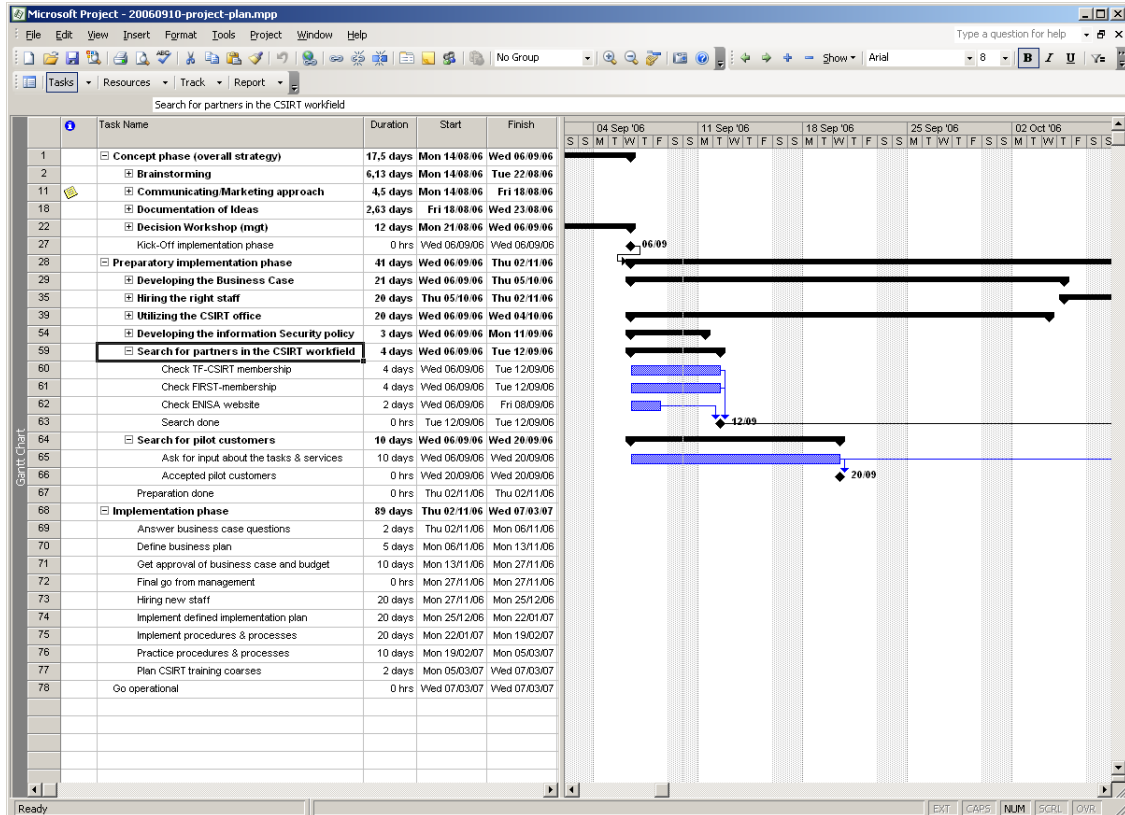 Microsoft Project - 20060910-project-plan.mpp
File Edit View Insert Format Tools Project Window Help Type a question for help
No Group Show Arial 8 B I U
Tasks Resources Track Report
Search for partners in the CSIRT workfield
Task Name Duration Start Finish 04 Sep '06 11 Sep '06 18 Sep '06 25 Sep '06 02 Oct '06
S S M T W T F S S M T W T F S S M T W T F S S M T W T F S S M T W T F S S
1 Concept phase (overall strategy) 17,5 days Mon 14/08/06 Wed 06/09/06
2 Brainstorming 6,13 days Mon 14/08/06 Tue 22/08/06
11 Communicating/Marketing approach 4,5 days Mon 14/08/06 Fri 18/08/06
18 Documentation of Ideas 2,63 days Fri 18/08/06 Wed 23/08/06
22 Decision Workshop (mgt) 12 days Mon 21/08/06 Wed 06/09/06
27 Kick-Off implementation phase 0 hrs Wed 06/09/06 Wed 06/09/06 06/09
28 Preparatory implementation phase 41 days Wed 06/09/06 Thu 02/11/06
29 Developing the Business Case 21 days Wed 06/09/06 Thu 05/10/06
35 Hiring the right staff 20 days Thu 05/10/06 Thu 02/11/06
39 Utilizing the CSIRT office 20 days Wed 06/09/06 Wed 04/10/06
54 Developing the information Security policy 3 days Wed 06/09/06 Mon 11/09/06
59 Search for partners in the CSIRT workfield 4 days Wed 06/09/06 Tue 12/09/06
60 Check TF-CSIRT membership 4 days Wed 06/09/06 Tue 12/09/06
61 Check FIRST-membership 4 days Wed 06/09/06 Tue 12/09/06
62 Check ENISA website 2 days Wed 06/09/06 Fri 08/09/06
63 Search done 0 hrs Tue 12/09/06 Tue 12/09/06 12/09
64 Search for pilot customers 10 days Wed 06/09/06 Wed 20/09/06
65 Ask for input about the tasks & services 10 days Wed 06/09/06 Wed 20/09/06
66 Accepted pilot customers 0 hrs Wed 20/09/06 Wed 20/09/06 20/09
67 Preparation done 0 hrs Thu 02/11/06 Thu 02/11/06
68 Implementation phase 89 days Thu 02/11/06 Wed 07/03/07
69 Answer business case questions 2 days Thu 02/11/06 Mon 06/11/06
70 Define business plan 5 days Mon 06/11/06 Mon 13/11/06
71 Get approval of business case and budget 10 days Mon 13/11/06 Mon 27/11/06
72 Final go from management 0 hrs Mon 27/11/06 Mon 27/11/06
73 Hiring new staff 20 days Mon 27/11/06 Mon 25/12/06
74 Implement defined implementation plan 20 days Mon 25/12/06 Mon 22/01/07
75 Implement procedures & processes 20 days Mon 22/01/07 Mon 19/02/07
76 Practice procedures & processes 10 days Mon 19/02/07 Mon 05/03/07
77 Plan CSIRT training coarses 2 days Mon 05/03/07 Wed 07/03/07
78 Go operational 0 hrs Wed 07/03/07 Wed 07/03/07
Gantt Chart
Ready EXT CAPS NUM SCRL OVR